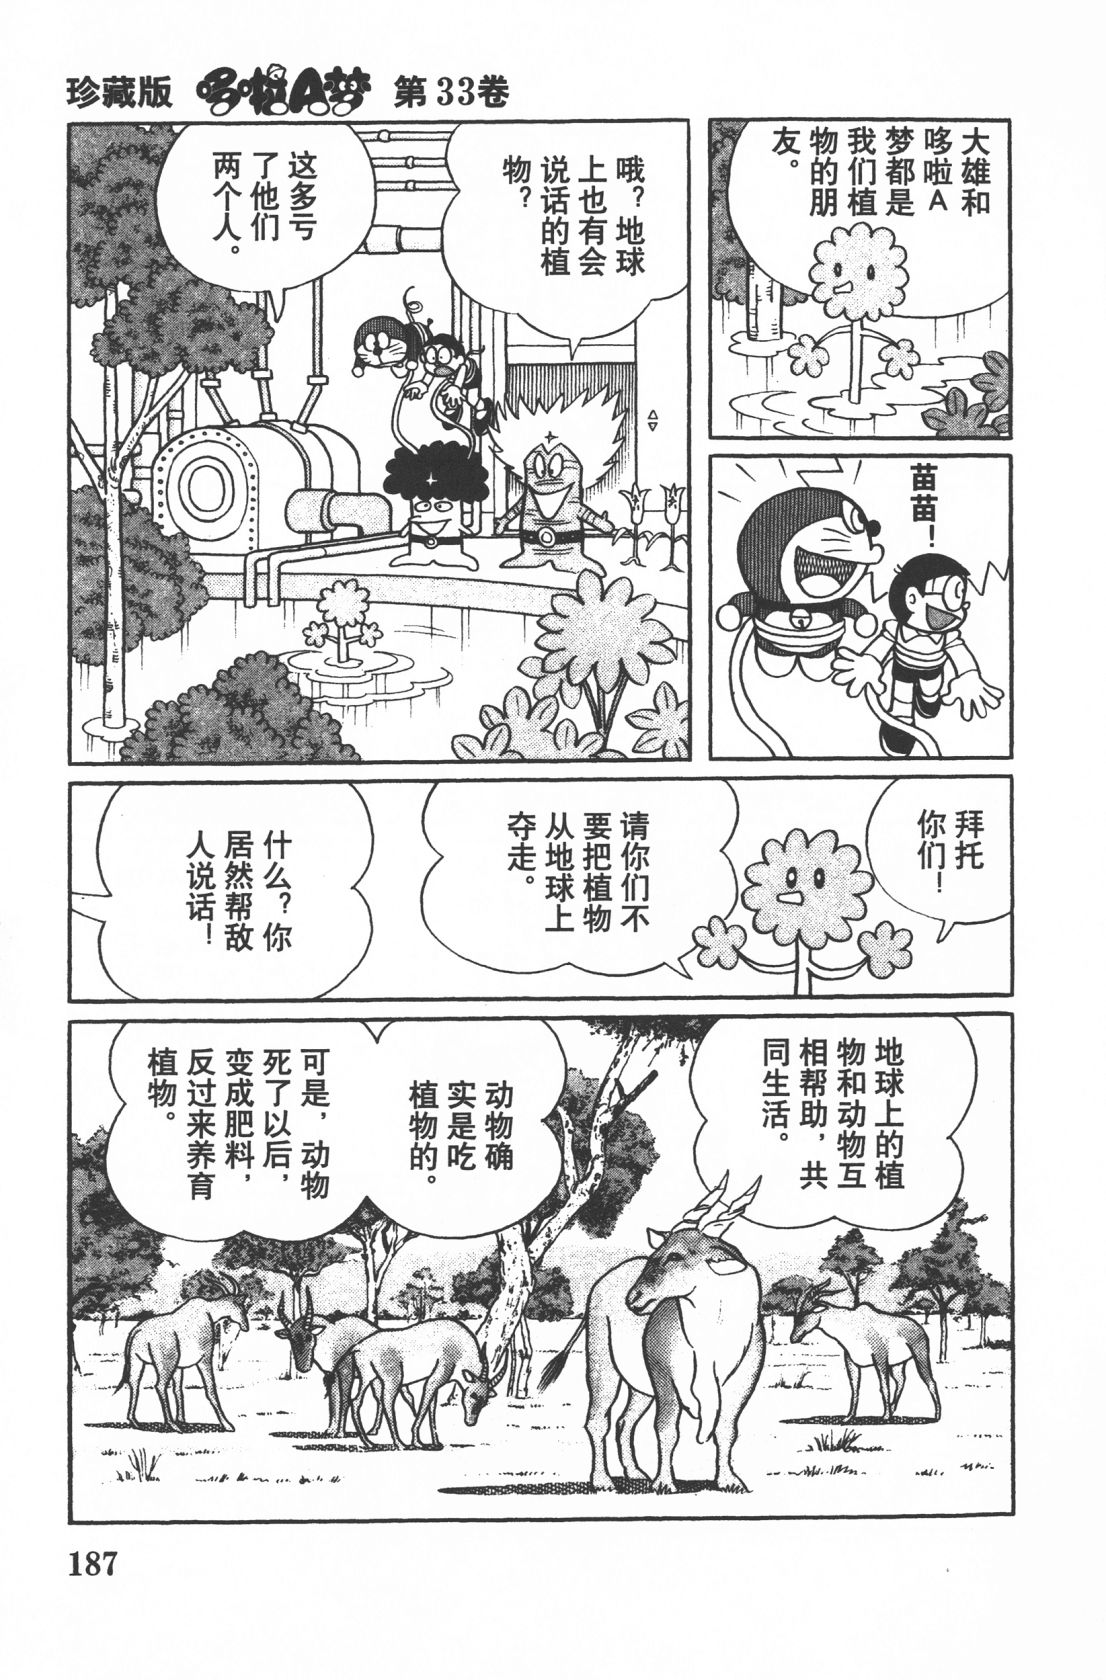 珍藏版 哆啦A梦 第33卷
大雄和
哆啦A
梦都是
我们植
物的朋
友。
哦？地球
上也有会
说话的植
物？
这多亏
了他们
两个人。
苗苗！
拜托
你们！
请你们不
要把植物
从地球上
夺走。
什么？你
居然帮敌
人说话！
地球上的植
物和动物互
相帮助，共
同生活。
动物确
实是吃
植物的。
可是，动物
死了以后，
变成肥料，
反过来养育
植物。
187